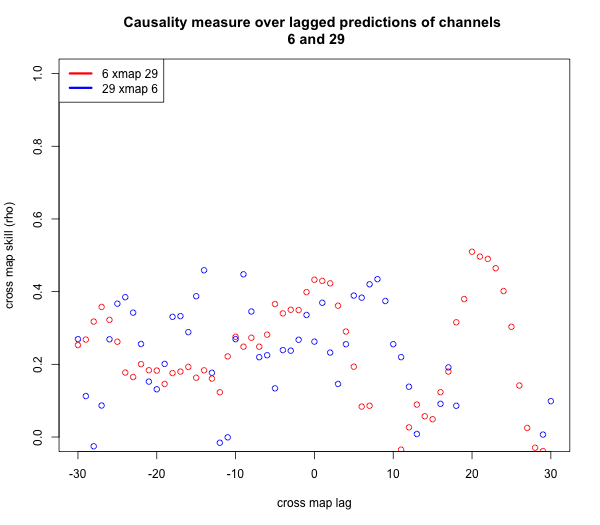 Causality measure over lagged predictions of channels
6 and 29
6 xmap 29
29 xmap 6
cross map skill (rho)
1.0
0.8
0.6
0.4
0.2
0.0
-30
-20
-10
0
10
20
30
cross map lag